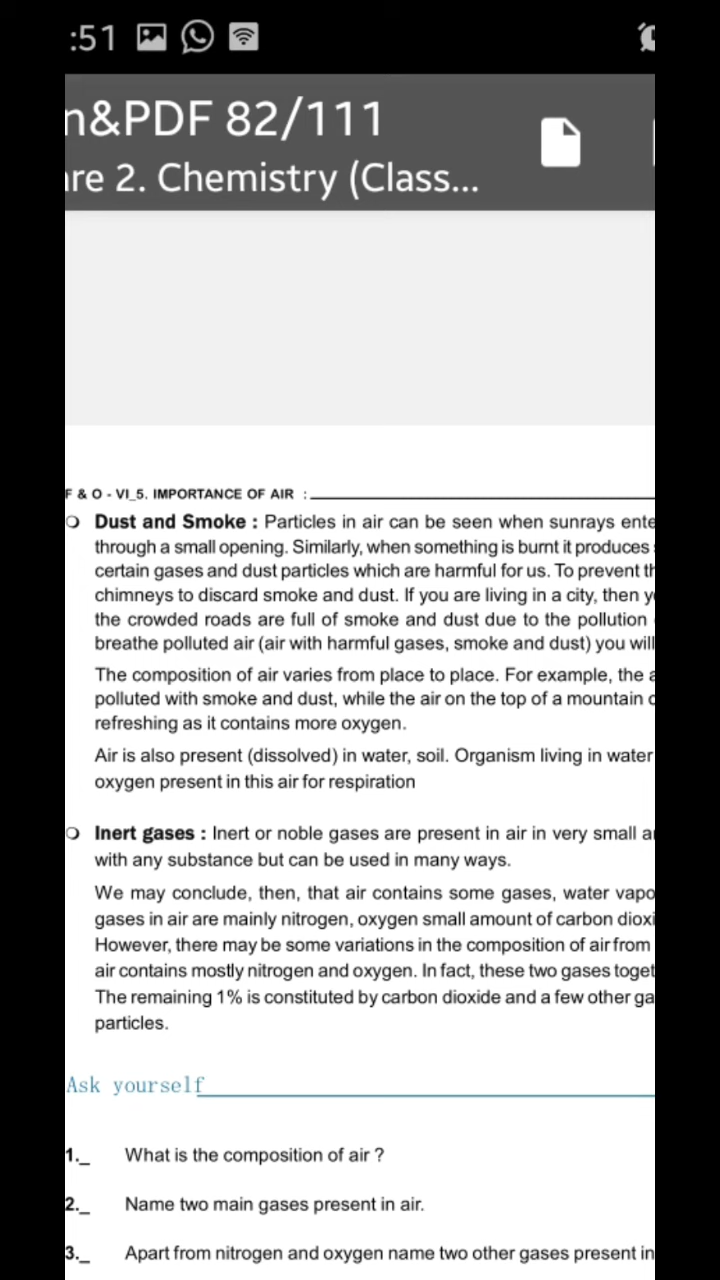 :51
n&PDF 82/111
re 2. Chemistry (Class...
F & O - VI_5. IMPORTANCE OF AIR :
Dust and Smoke : Particles in air can be seen when sunrays ente
through a small opening. Similarly, when something is burnt it produces
certain gases and dust particles which are harmful for us. To prevent th
chimneys to discard smoke and dust. If you are living in a city, then y
the crowded roads are full of smoke and dust due to the pollution
breathe polluted air (air with harmful gases, smoke and dust) you will
The composition of air varies from place to place. For example, the a
polluted with smoke and dust, while the air on the top of a mountain
refreshing as it contains more oxygen.
Air is also present (dissolved) in water, soil. Organism living in water
oxygen present in this air for respiration
Inert gases : Inert or noble gases are present in air in very small a
with any substance but can be used in many ways.
We may conclude, then, that air contains some gases, water vapo
gases in air are mainly nitrogen, oxygen small amount of carbon dioxi
However, there may be some variations in the composition of air from
air contains mostly nitrogen and oxygen. In fact, these two gases toget
The remaining 1% is constituted by carbon dioxide and a few other ga
particles.
Ask yourself
1._ What is the composition of air ?
2._ Name two main gases present in air.
3._ Apart from nitrogen and oxygen name two other gases present in